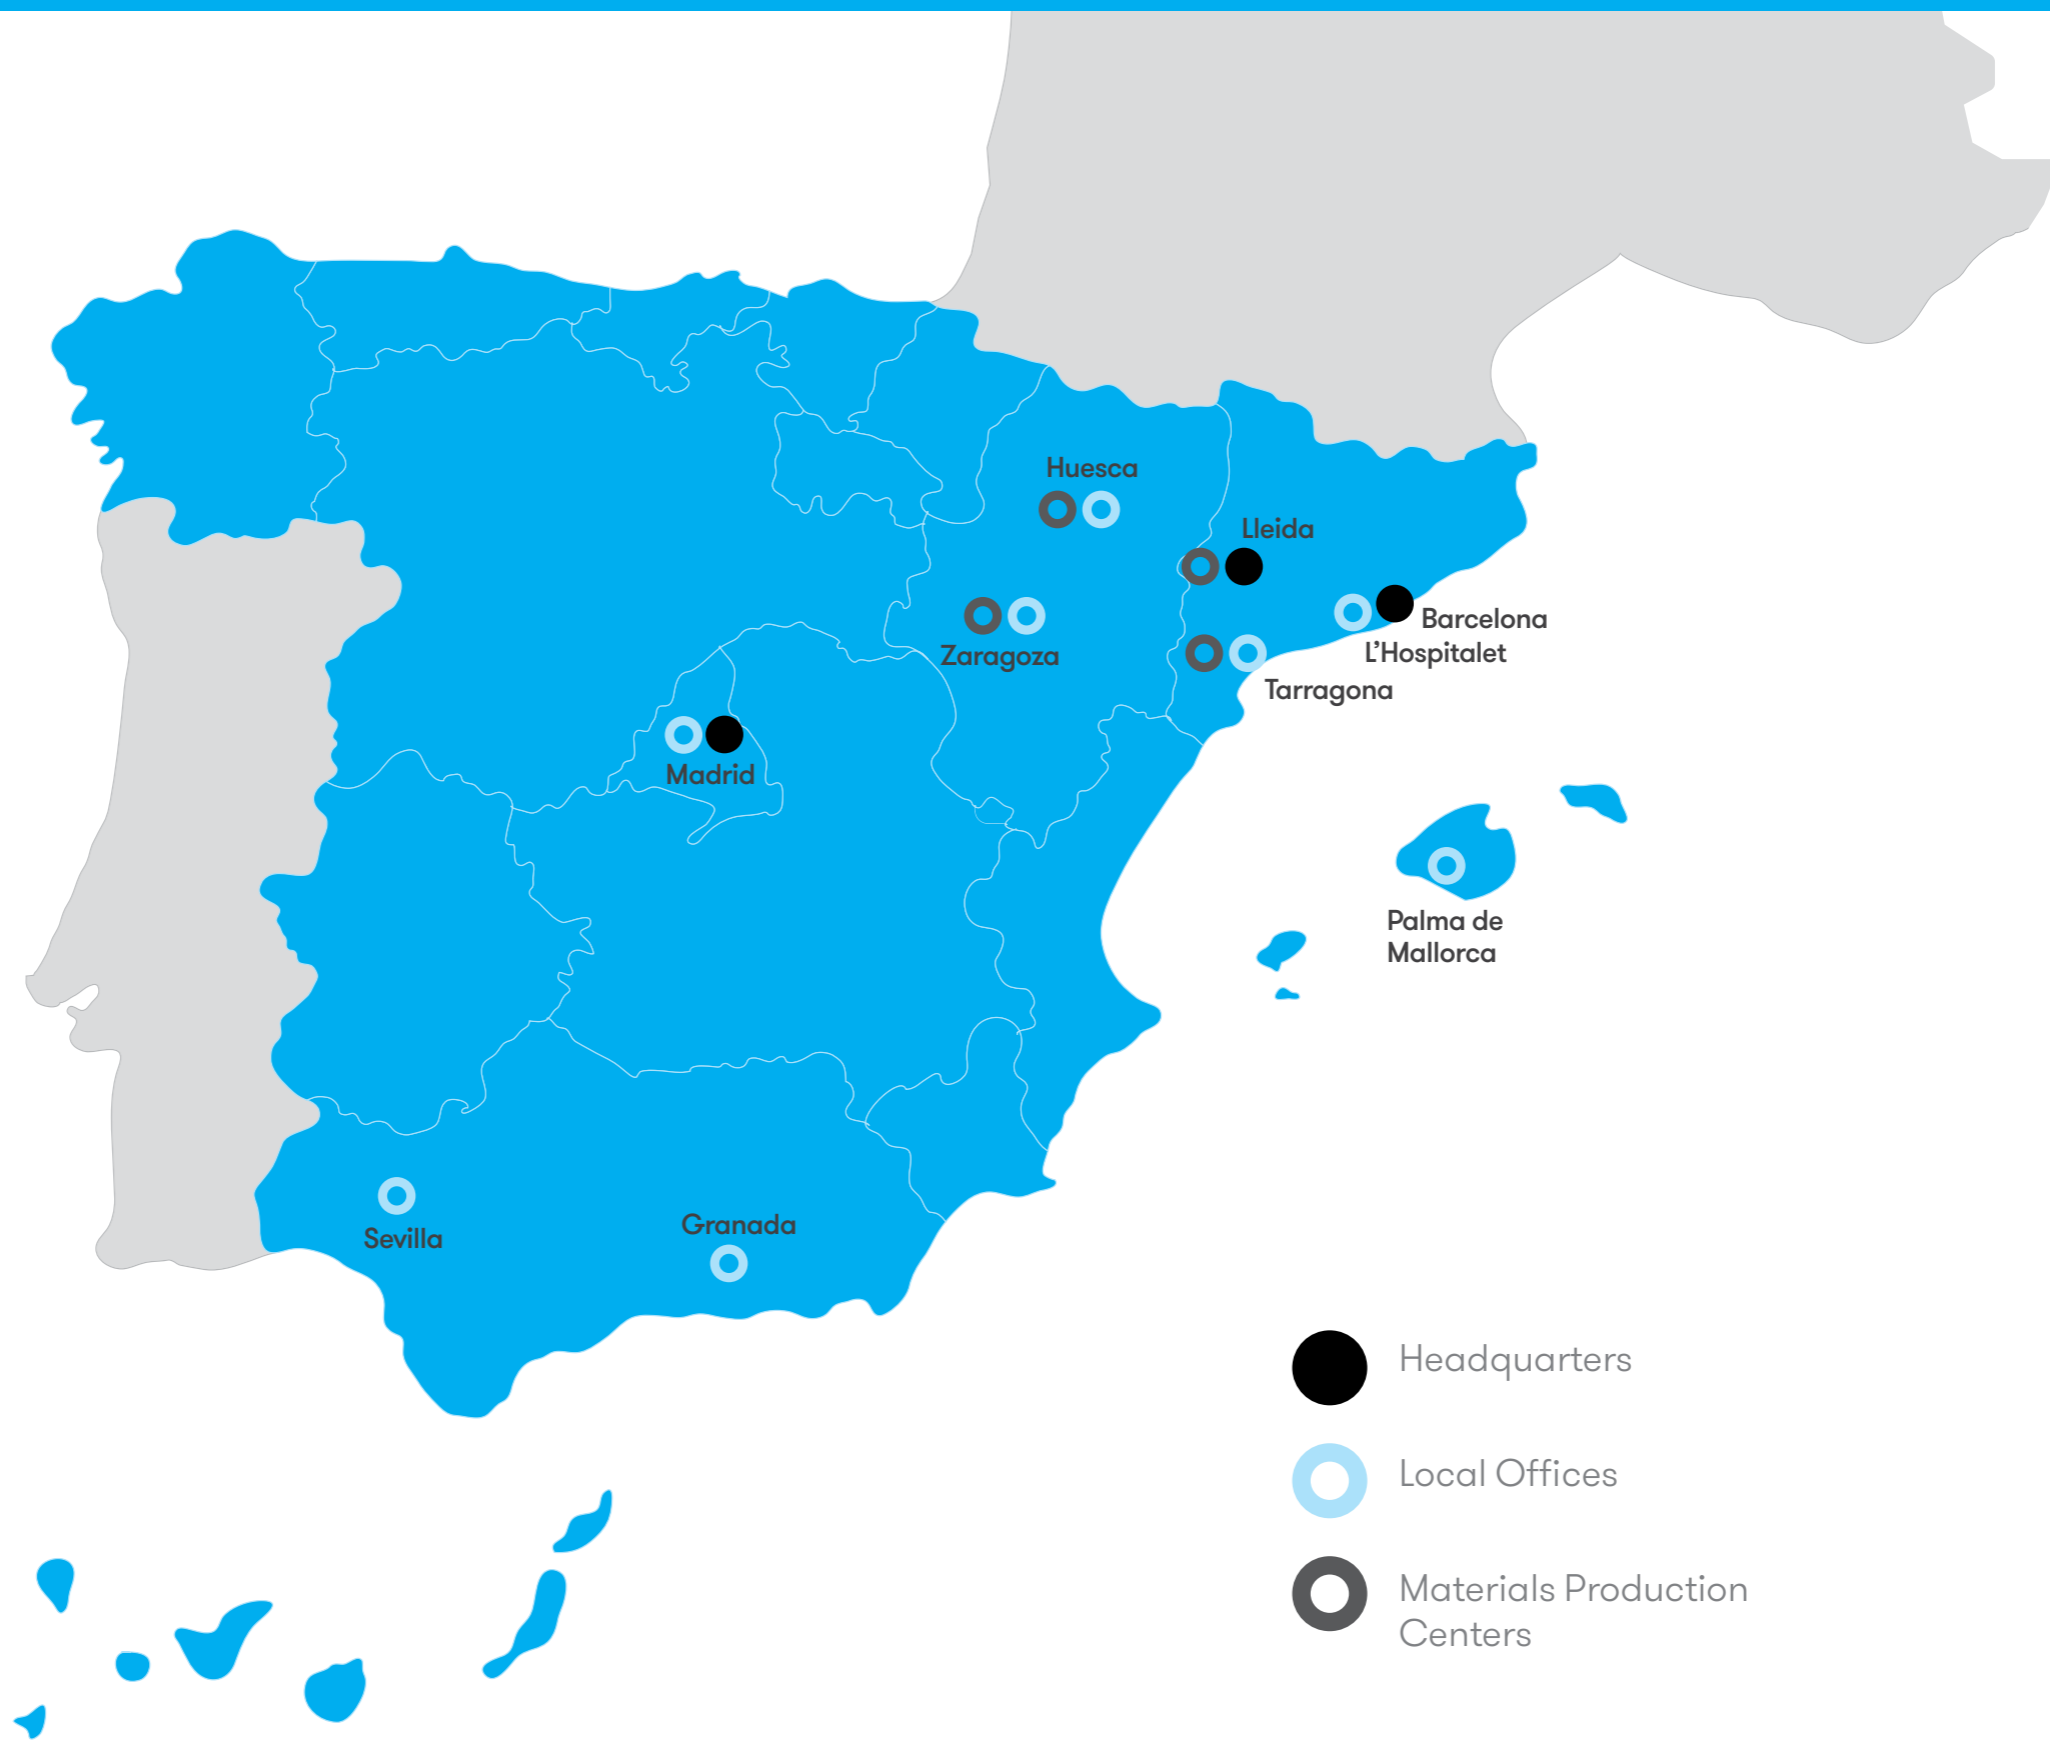 Huesca
Lleida
Barcelona
L’Hospitalet
Zaragoza
Tarragona
Madrid
Palma de
Mallorca
Sevilla
Granada
Headquarters
Local Offices
Materials Production
Centers